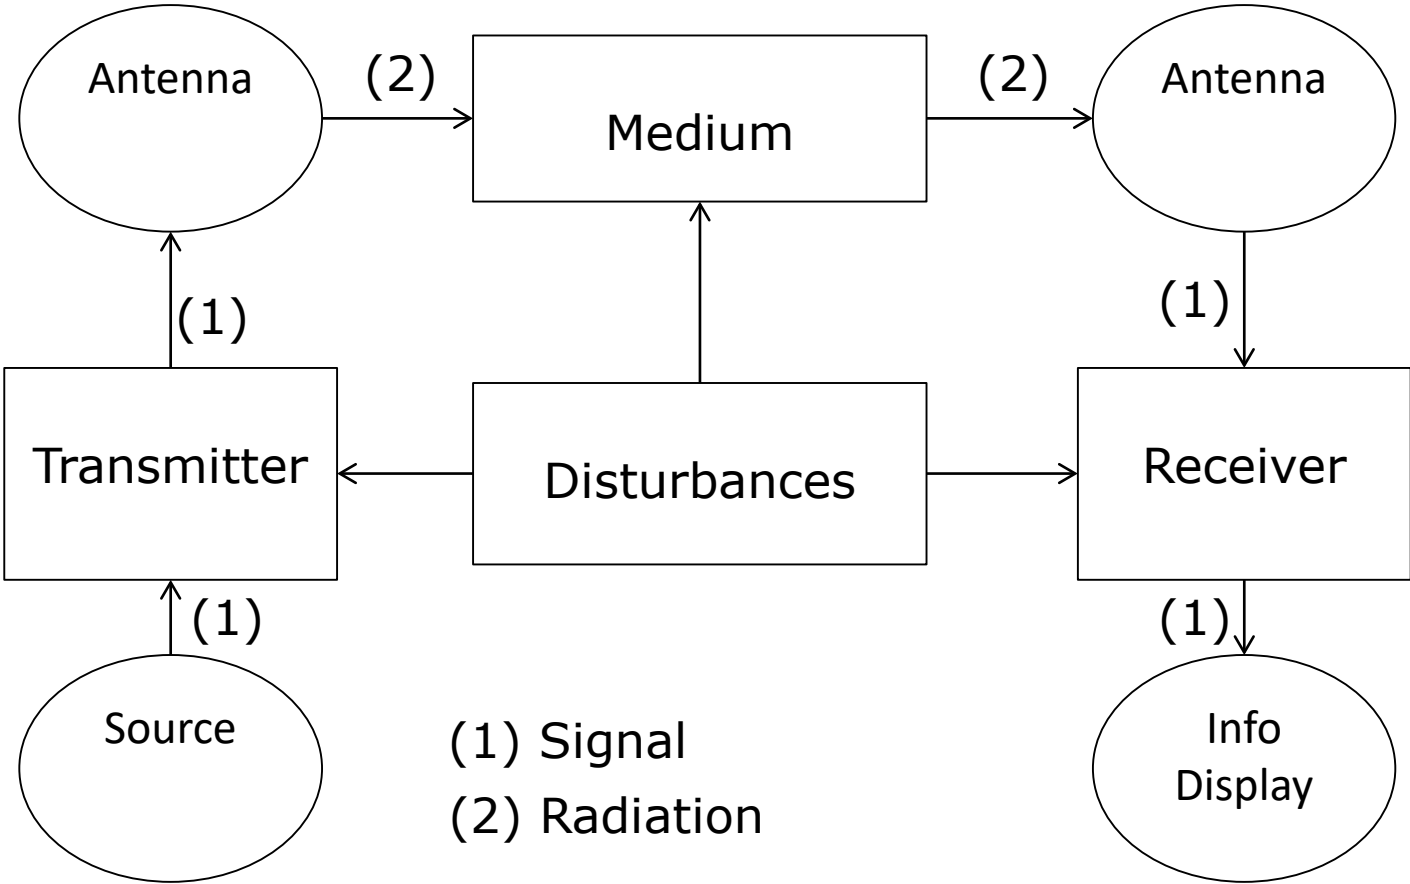 Antenna
(2)
Medium
(2)
Antenna
(1)
(1)
Transmitter
Disturbances
Receiver
(1)
(1)
Source
Info
Display
(1) Signal
(2) Radiation